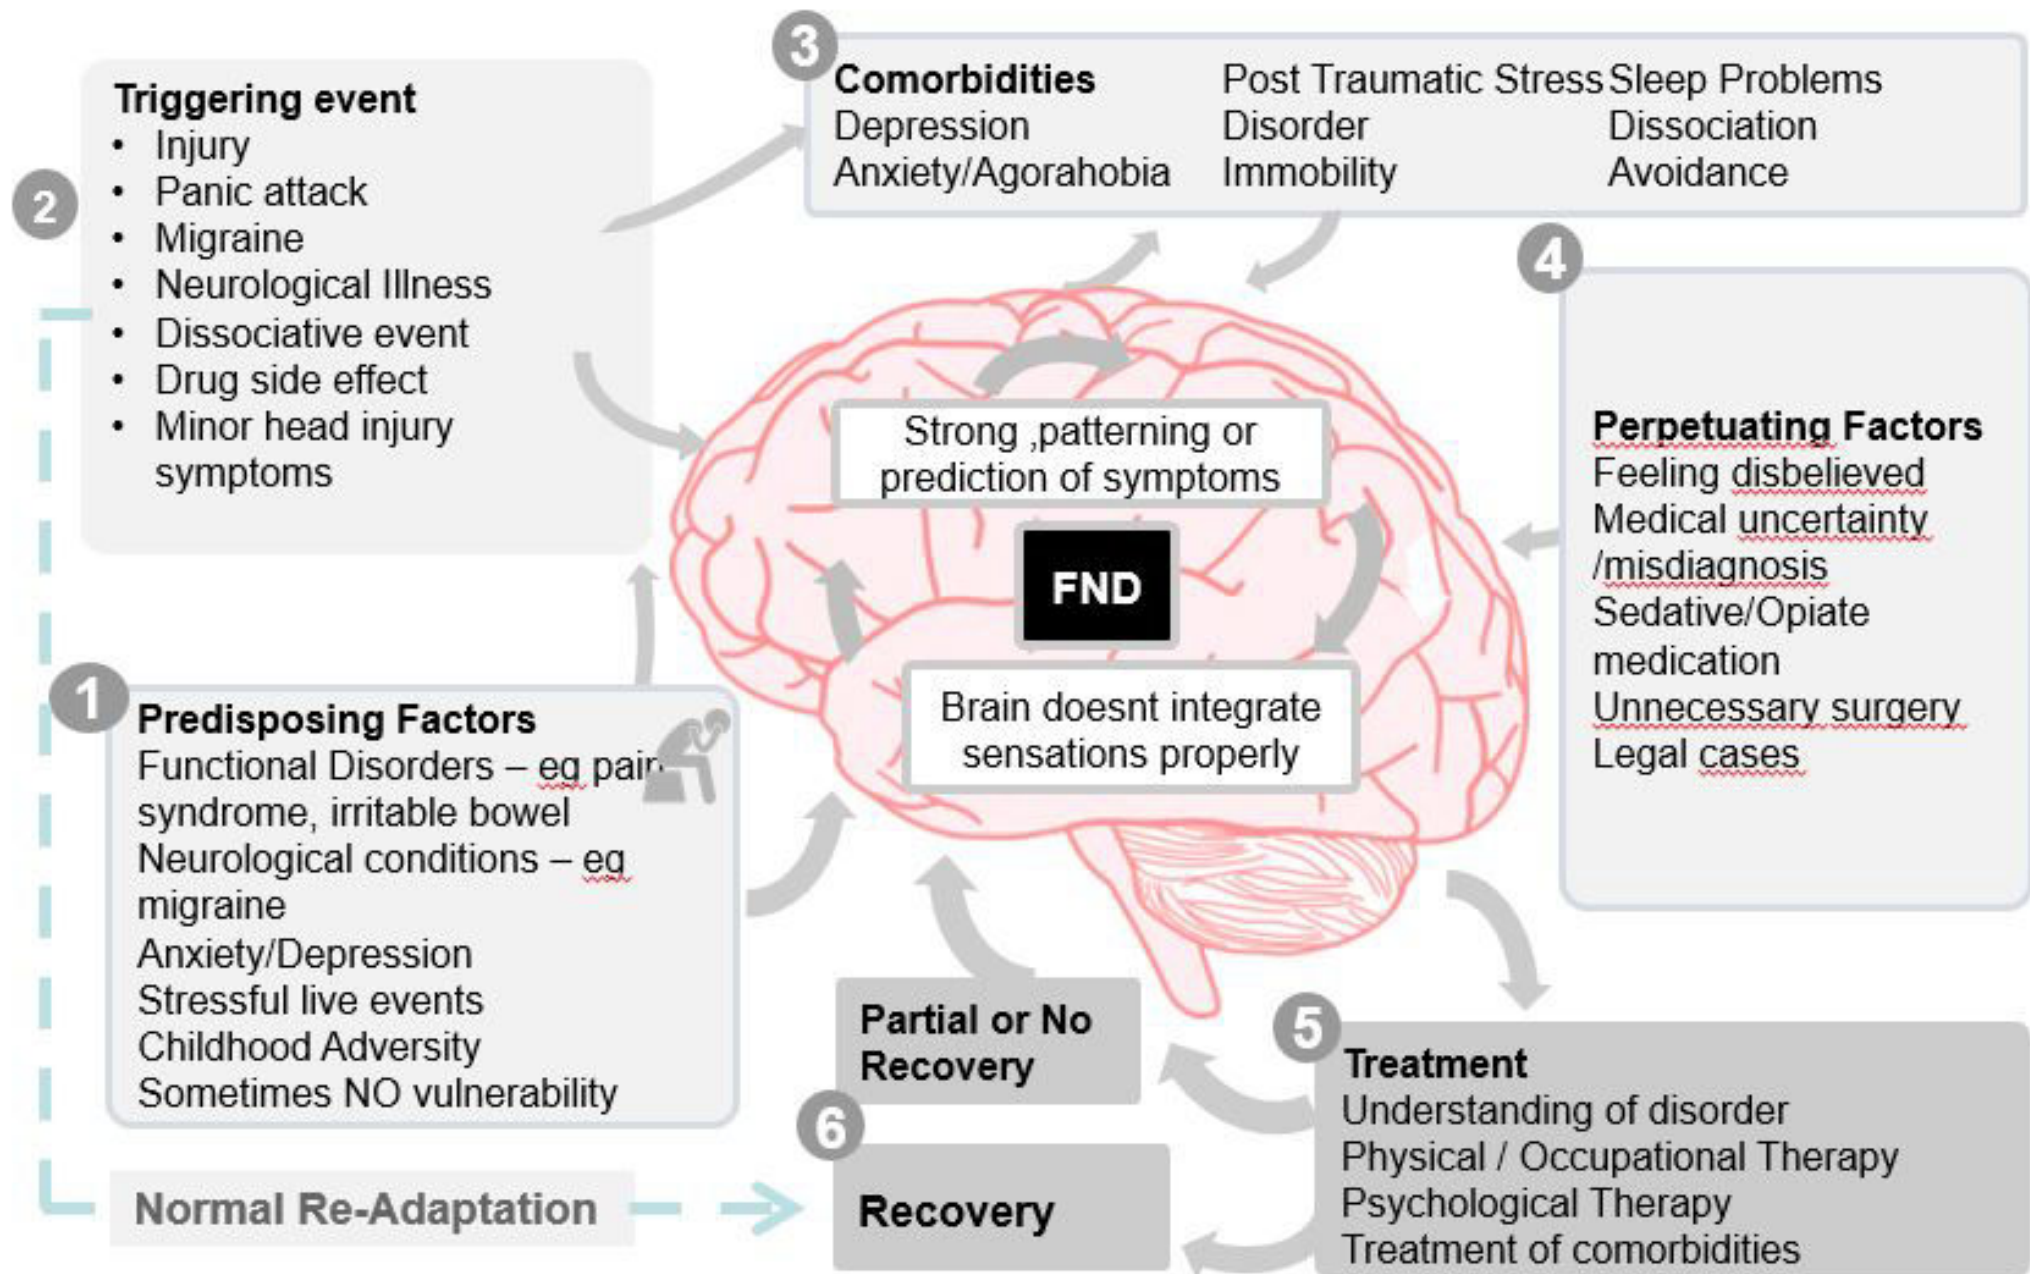 3
Comorbidities
Depression
Anxiety/Agorahobia
Post Traumatic Stress
Disorder
Immobility
Sleep Problems
Dissociation
Avoidance
2
Triggering event
• Injury
• Panic attack
• Migraine
• Neurological Illness
• Dissociative event
• Drug side effect
• Minor head injury
symptoms
4
Perpetuating Factors
Feeling disbelieved
Medical uncertainty
/misdiagnosis
Sedative/Opiate
medication
Unnecessary surgery
Legal cases
Strong ,patterning or
prediction of symptoms
FND
Brain doesnt integrate
sensations properly
1
Predisposing Factors
Functional Disorders – eg pain
syndrome, irritable bowel
Neurological conditions – eg
migraine
Anxiety/Depression
Stressful live events
Childhood Adversity
Sometimes NO vulnerability
Partial or No
Recovery
5
Treatment
Understanding of disorder
Physical / Occupational Therapy
Psychological Therapy
Treatment of comorbidities
6
Recovery
Normal Re-Adaptation